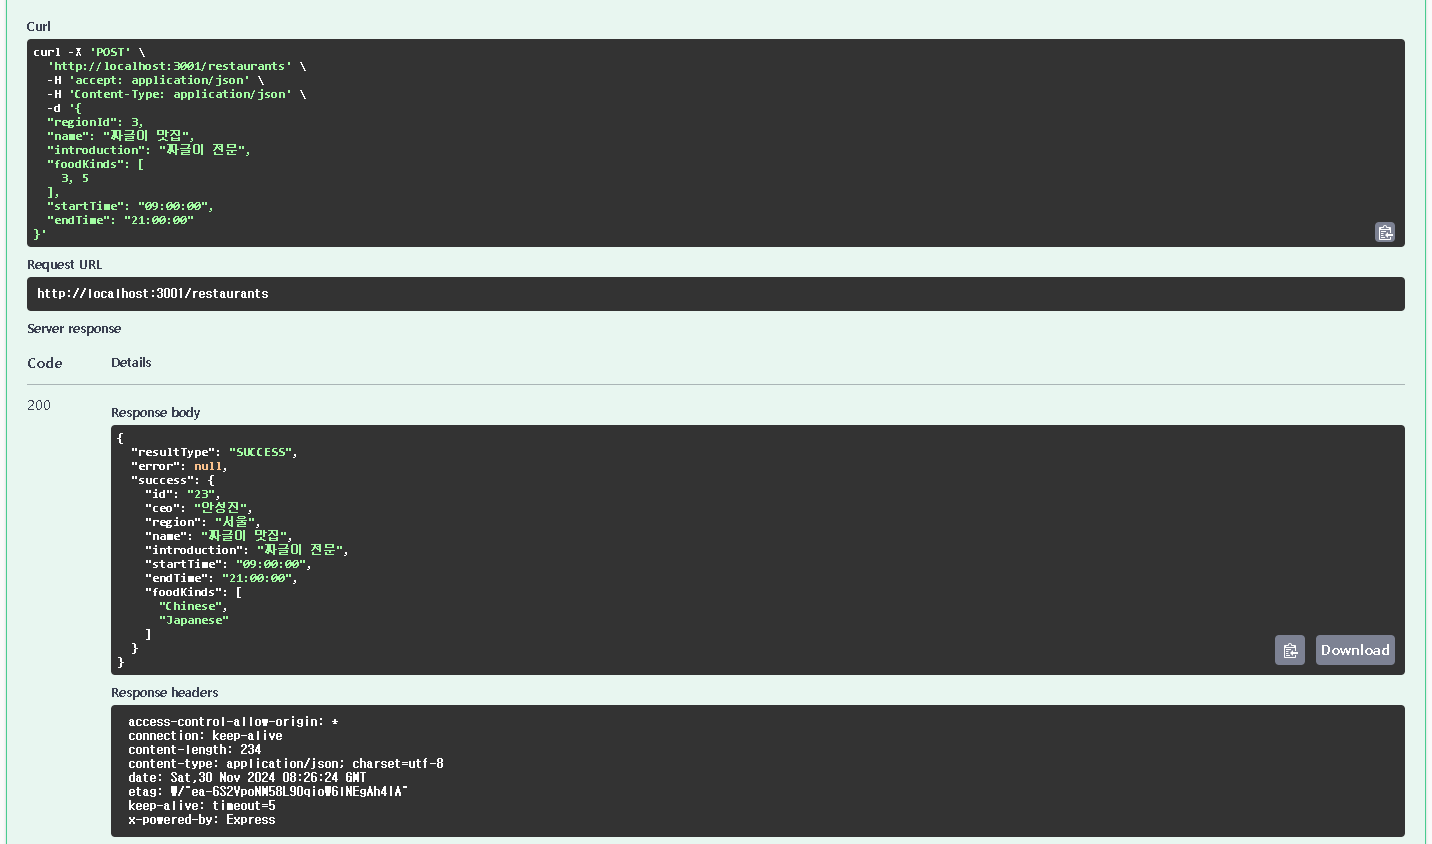 Curl
curl -X 'POST' \
'http://localhost:3001/restaurants' \
-H 'accept: application/json' \
-H 'Content-Type: application/json' \
-d '{
"regionId": 3,
"name": "짜글이 맛집",
"introduction": "짜글이 전문",
"foodKinds": [
3, 5
],
"startTime": "09:00:00",
"endTime": "21:00:00"
}'
Request URL
http://localhost:3001/restaurants
Server response
Code Details
200
Response body
{
"resultType": "SUCCESS",
"error": null,
"success": {
"id": "23",
"ceo": "안성진",
"region": "서울",
"name": "짜글이 맛집",
"introduction": "짜글이 전문",
"startTime": "09:00:00",
"endTime": "21:00:00",
"foodKinds": [
"Chinese",
"Japanese"
]
}
}
Download
Response headers
access-control-allow-origin: *
connection: keep-alive
content-length: 234
content-type: application/json; charset=utf-8
date: Sat,30 Nov 2024 08:26:24 GMT
etag:
keep-alive: timeout=5
x-powered-by: Express